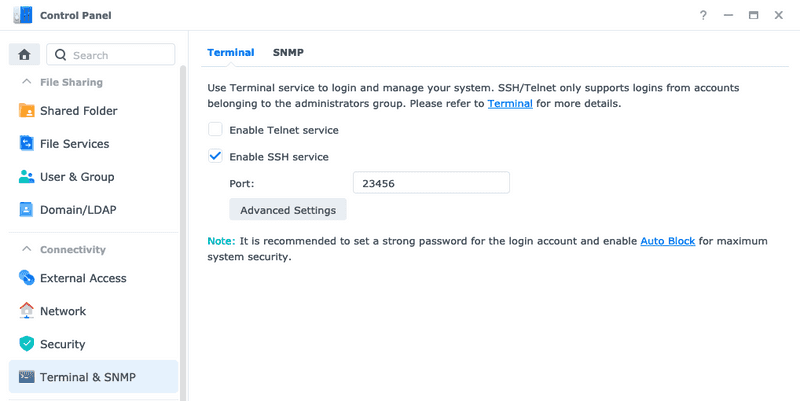 Control Panel
Search
File Sharing
Shared Folder
File Services
User & Group
Domain/LDAP
Connectivity
External Access
Network
Security
Terminal & SNMP
Terminal SNMP
Use Terminal service to login and manage your system. SSH/Telnet only supports logins from accounts
belonging to the administrators group. Please refer to Terminal for more details.
Enable Telnet service
Enable SSH service
Port: 23456
Advanced Settings
Note: It is recommended to set a strong password for the login account and enable Auto Block for maximum
system security.